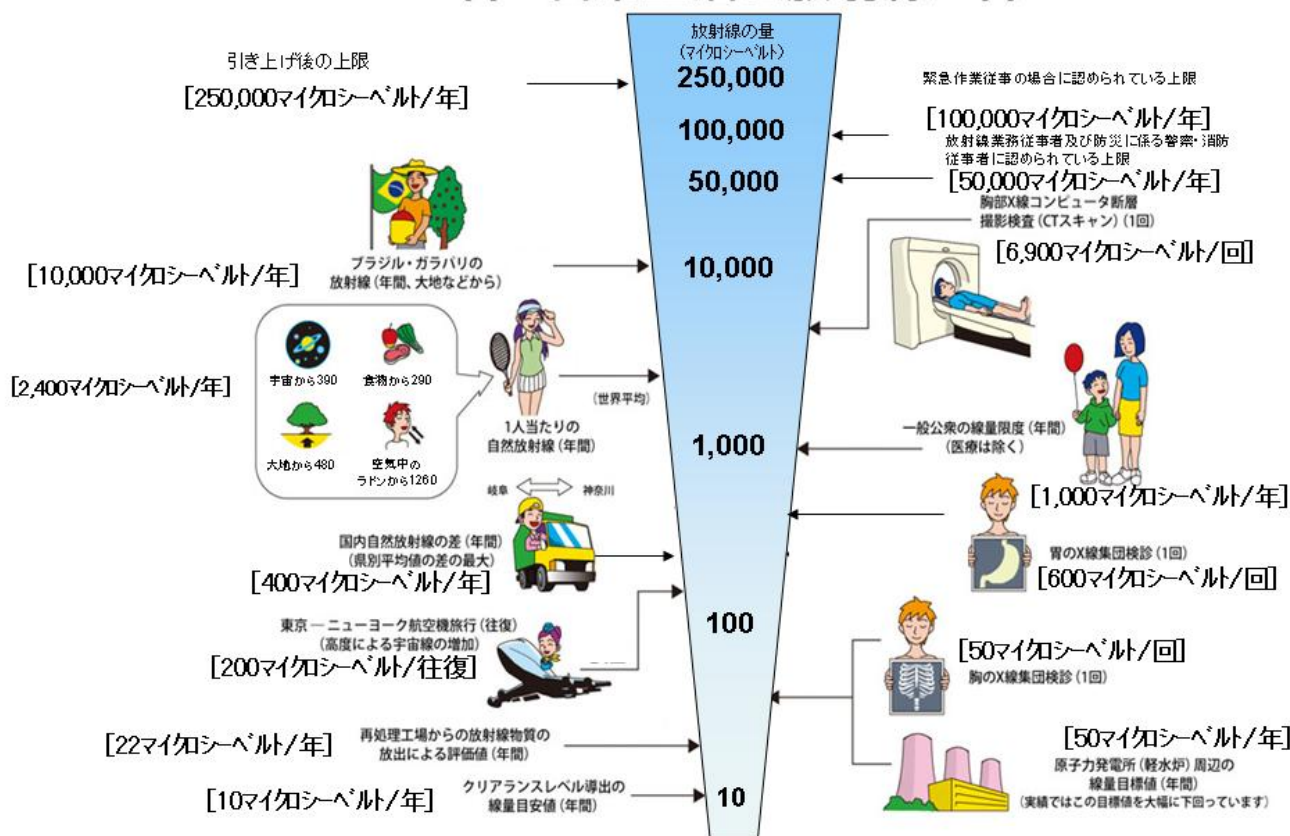 放射線の量
(マイクロシーベルト)
250,000
100,000
50,000
10,000
1,000
100
10
引き上げ後の上限
[250,000マイクロシーベルト/年]
ブラジル・ガラパリの
放射線(年間、大地などから)
[10,000マイクロシーベルト/年]
宇宙から390
食物から290
大地から480
空気中の
ラドンから1260
[2,400マイクロシーベルト/年]
(世界平均)
1人当たりの
自然放射線(年間)
岐阜
神奈川
国内自然放射線の差(年間)
(県別平均値の差の最大)
[400マイクロシーベルト/年]
東京―ニューヨーク航空機旅行(往復)
(高度による宇宙線の増加)
[200マイクロシーベルト/往復]
再処理工場からの放射線物質の
放出による評価値(年間)
[22マイクロシーベルト/年]
クリアランスレベル導出の
線量目安値(年間)
[10マイクロシーベルト/年]
緊急作業従事の場合に認められている上限
[100,000マイクロシーベルト/年]
放射線業務従事者及び防災に係る警察・消防
従事者に認められている上限
[50,000マイクロシーベルト/年]
胸部X線コンピュータ断層
撮影検査(CTスキャン)(1回)
[6,900マイクロシーベルト/回]
一般公衆の線量限度(年間)
(医療は除く)
[1,000マイクロシーベルト/年]
胃のX線集団検診(1回)
[600マイクロシーベルト/回]
[50マイクロシーベルト/回]
胸のX線集団検診(1回)
[50マイクロシーベルト/年]
原子力発電所(軽水炉)周辺の
線量目標値(年間)
(実績ではこの目標値を大幅に下回っています)